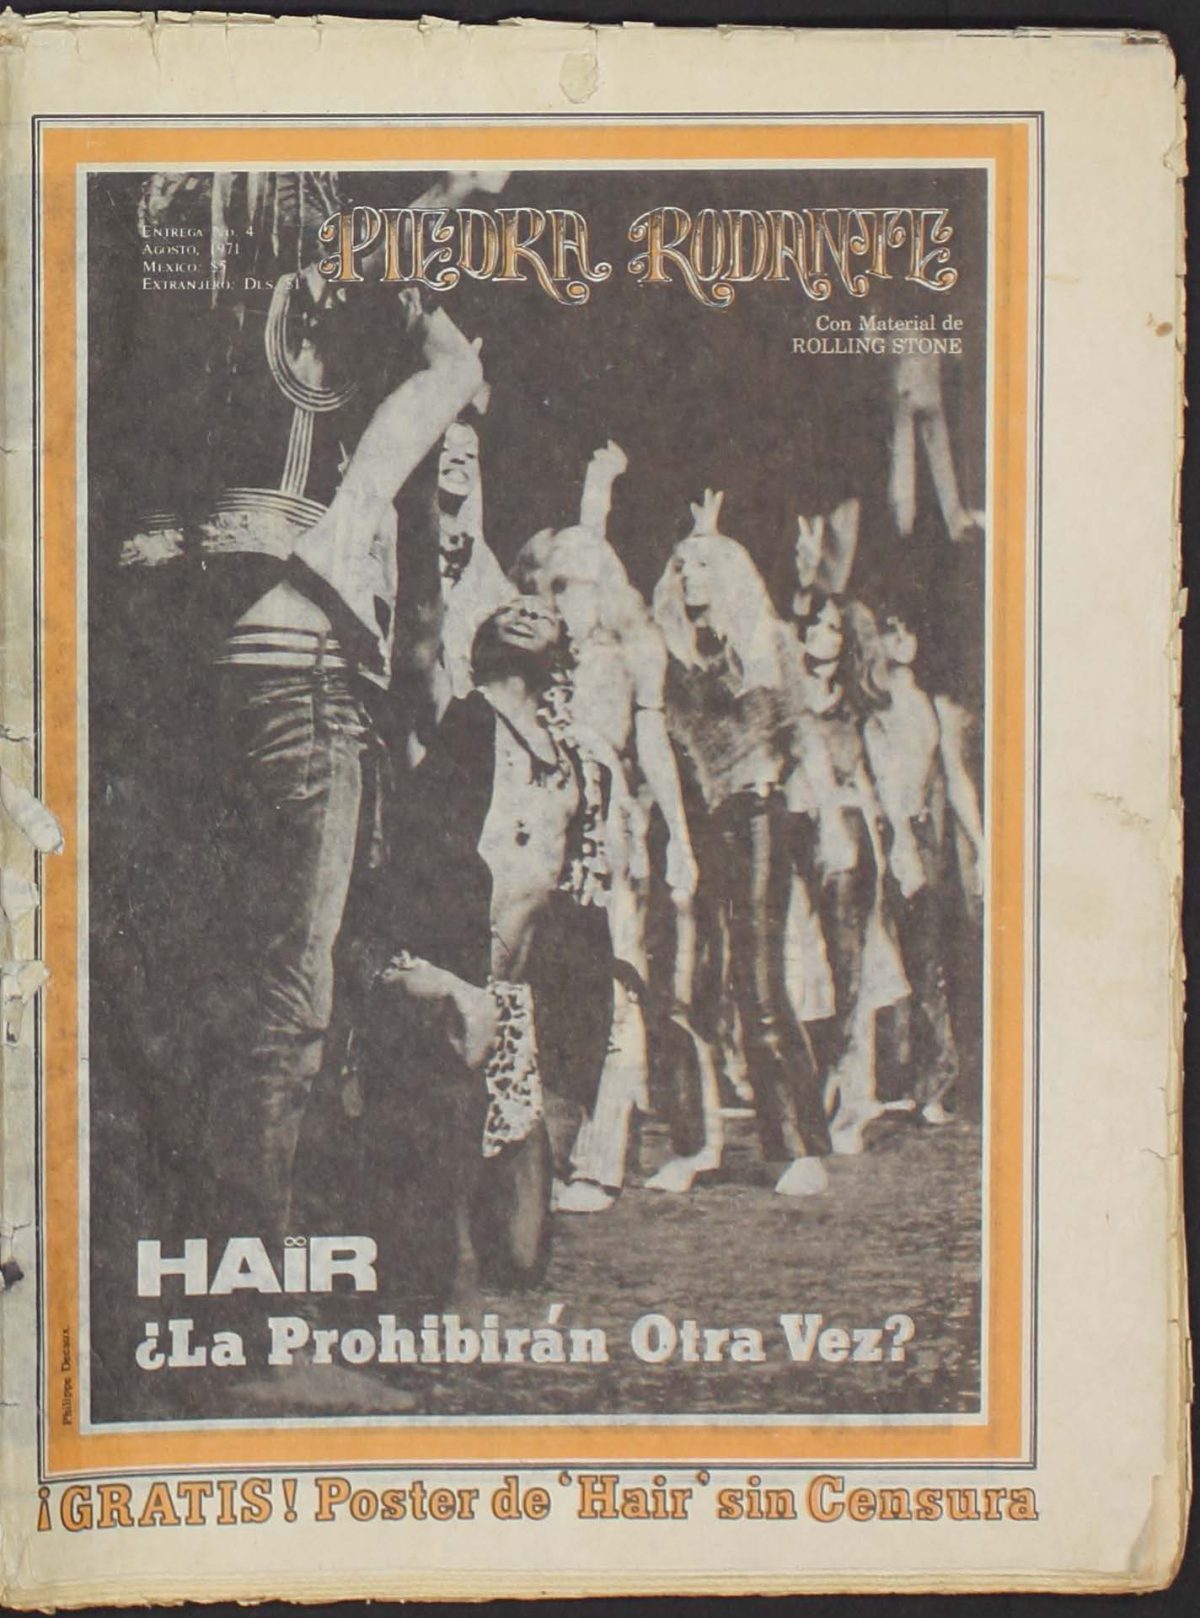 ENTREGA NO. 4
AGOSTO, 1971
MEXICO: $5
EXTRANJERO: DLS. $1
PIEDRA RODANTE
Con Material de
ROLLING STONE
HAIR
¿La Prohibirán Otra Vez?
Philippe Decaux.
¡GRATIS! Poster de ‘Hair’ sin Censura